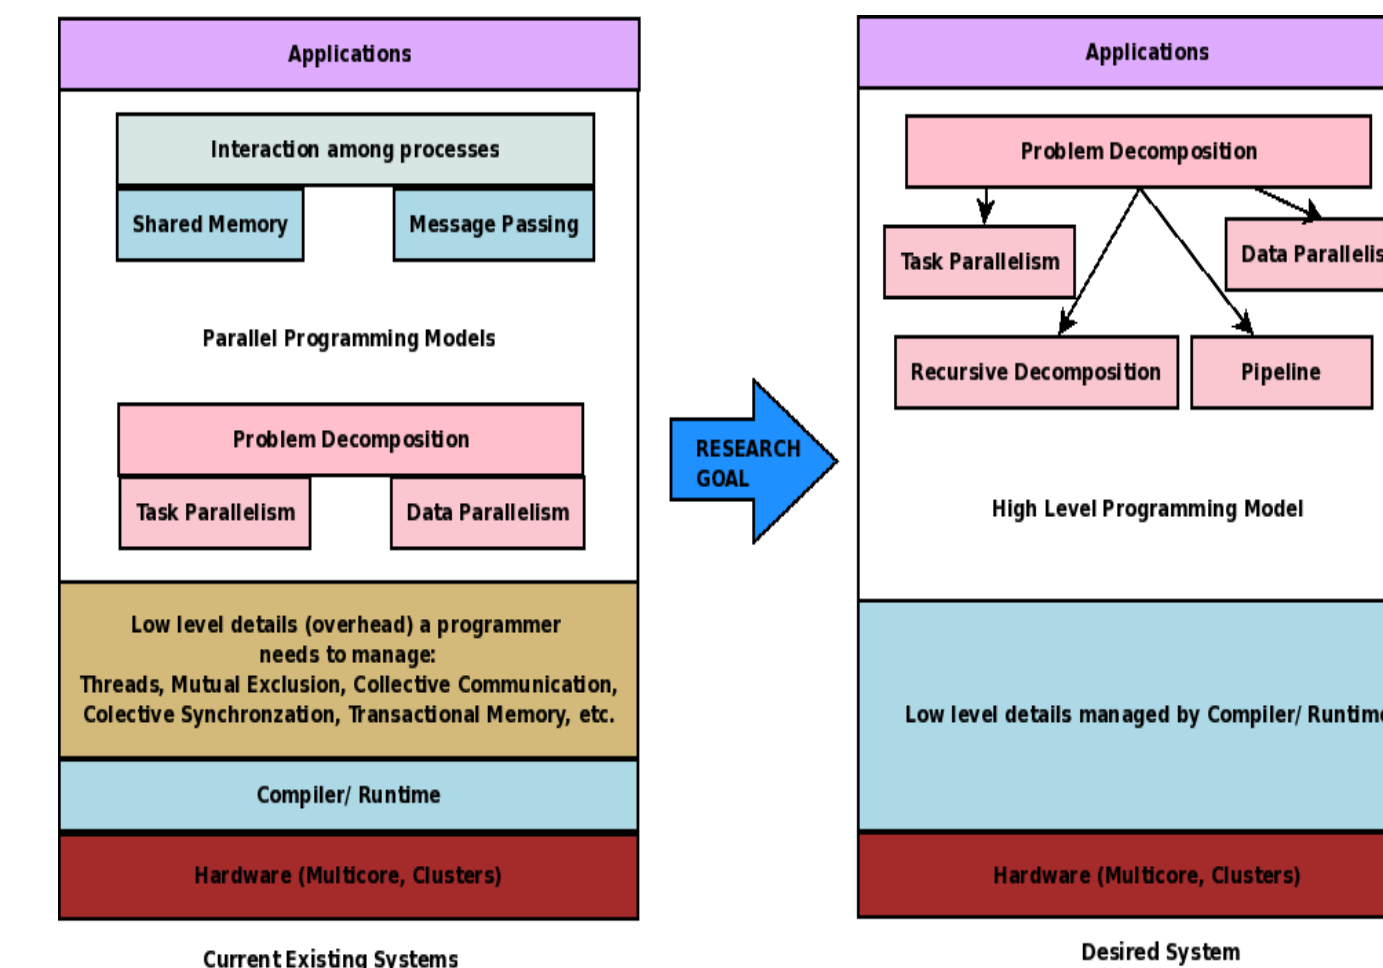 Applications
Interaction among processes
Shared Memory
Message Passing
Parallel Programming Models
Problem Decomposition
Task Parallelism
Data Parallelism
Low level details (overhead) a programmer
needs to manage:
Threads, Mutual Exclusion, Collective Communication,
Colective Synchronzation, Transactional Memory, etc.
Compiler/ Runtime
Hardware (Multicore, Clusters)
Current Existing Systems
RESEARCH
GOAL
Applications
Problem Decomposition
Task Parallelism
Data Parallelis
Recursive Decomposition
Pipeline
High Level Programming Model
Low level details managed by Compiler/ Runtime
Hardware (Multicore, Clusters)
Desired System